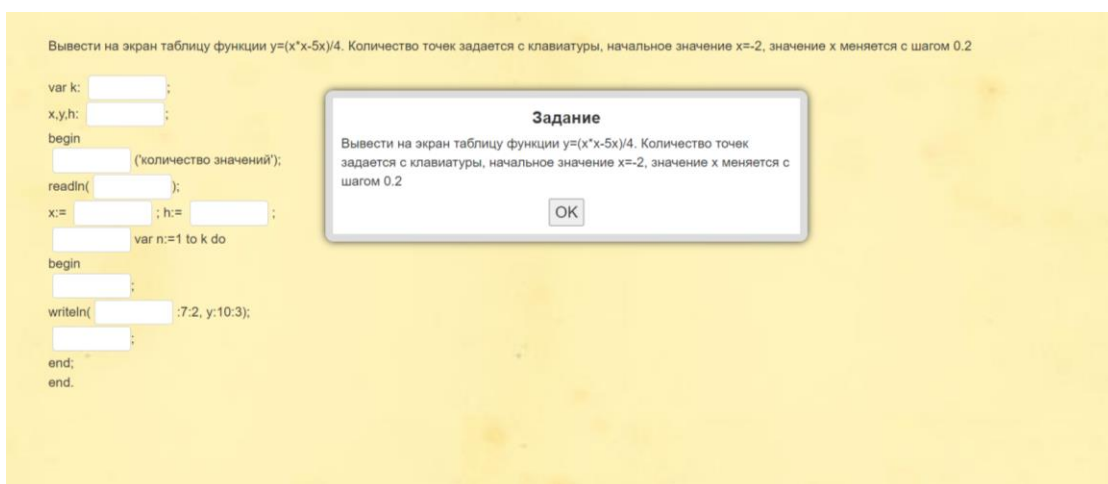 Вывести на экран таблицу функции y=(x*x-5x)/4. Количество точек задается с клавиатуры, начальное значение x=-2, значение x меняется с шагом 0.2
var k: ;
x,y,h: ;
begin
('количество значений');
readln( );
x:= ; h:= ;
var n:=1 to k do
begin
;
writeln( :7:2, y:10:3);
;
end;
end.
Задание
Вывести на экран таблицу функции y=(x*x-5x)/4. Количество точек
задается с клавиатуры, начальное значение x=-2, значение x меняется с
шагом 0.2
OK